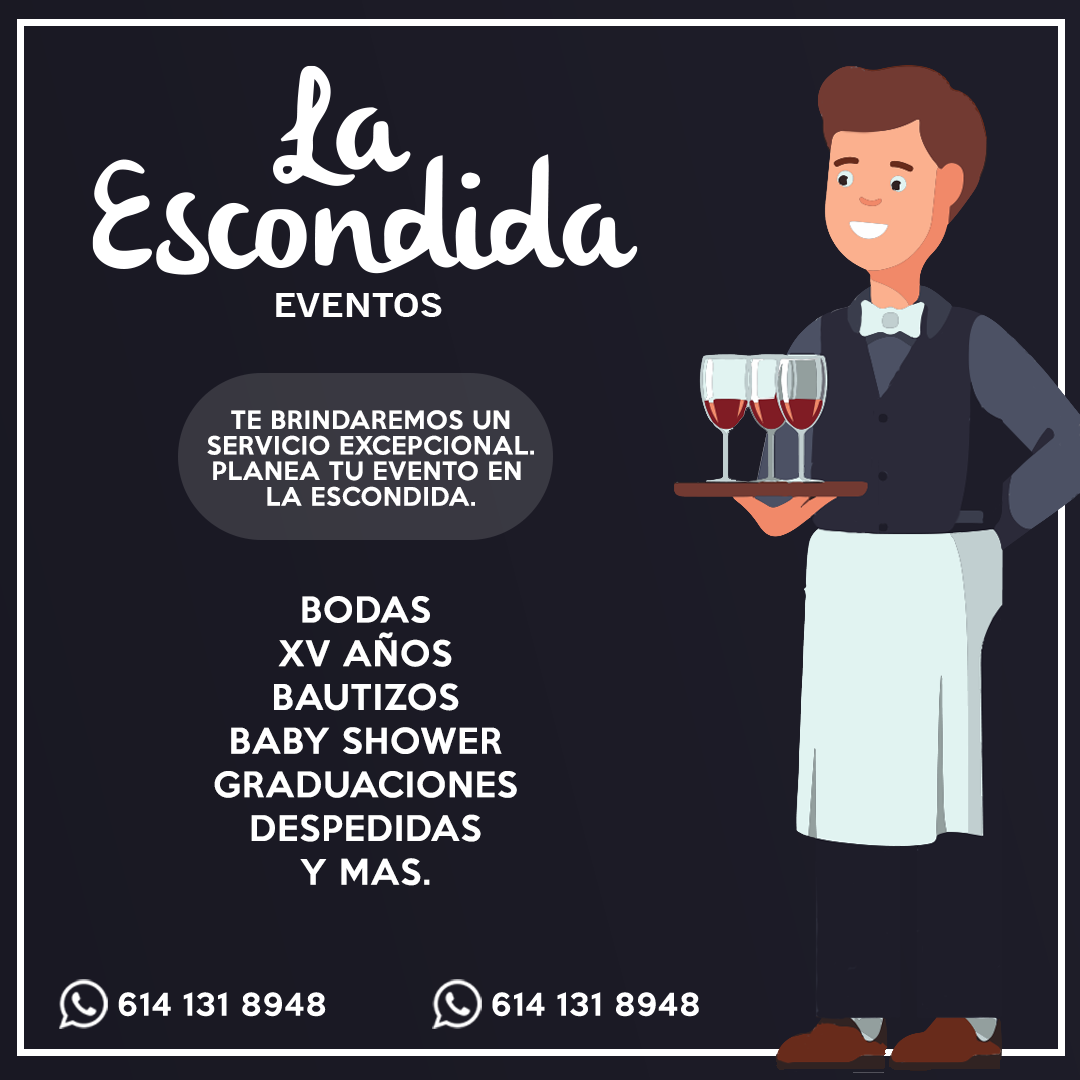 La
Escondida
EVENTOS
TE BRINDAREMOS UN
SERVICIO EXCEPCIONAL.
PLANEA TU EVENTO EN
LA ESCONDIDA.
BODAS
XV AÑOS
BAUTIZOS
BABY SHOWER
GRADUACIONES
DESPEDIDAS
Y MAS.
614 131 8948
614 131 8948